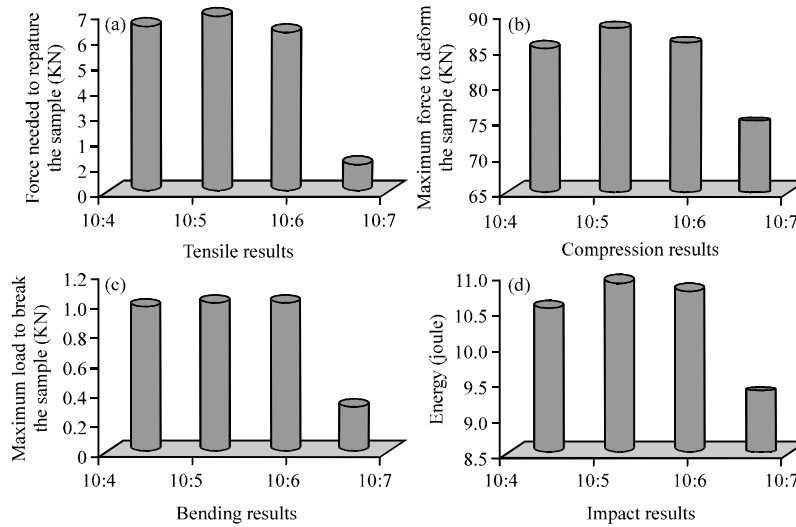 (a)
Force needed to repature
the sample (KN)
7
6
5
4
3
1
2
0
10:4 10:5 10:6 10:7
Tensile results
(b)
Maximum force to deform
the sample (KN)
90
85
80
75
70
65
10:4 10:5 10:6 10:7
Compression results
(c)
Maximum load to break
the sample (KN)
1.2
1.0
0.8
0.6
0.4
0.2
0
10:4 10:5 10:6 10:7
Bending results
(d)
Energy (joule)
11.0
10.5
10.0
9.5
9.0
8.5
10:4 10:5 10:6 10:7
Impact results